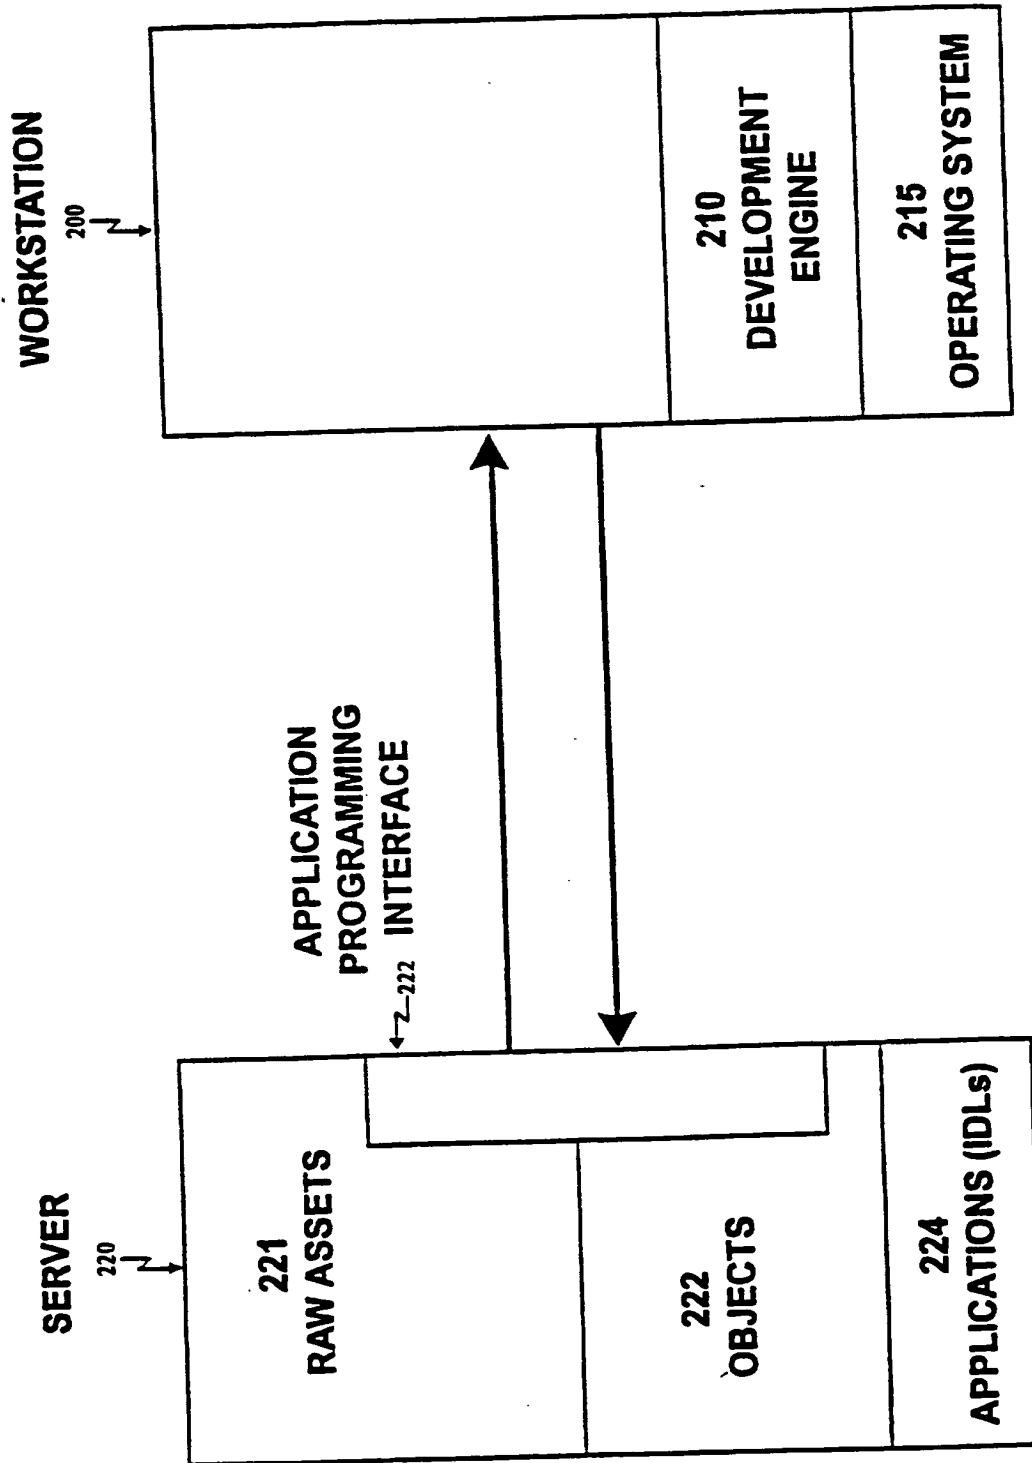 SERVER
220
221
RAW ASSETS
222
OBJECTS
224
APPLICATIONS (IDLs)
APPLICATION
PROGRAMMING
222 INTERFACE
WORKSTATION
200
210
DEVELOPMENT
ENGINE
215
OPERATING SYSTEM